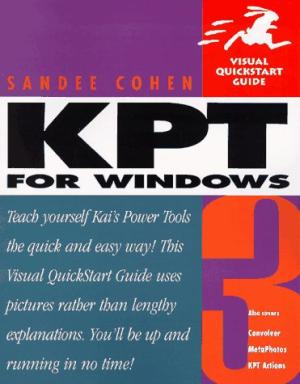 VISUAL
QUICKSTART
GUIDE
SANDEE COHEN
KPT
FOR WINDOWS
3
Teach yourself Kai's Power Tools
the quick and easy way! This
Visual QuickStart Guide uses
pictures rather than lengthy
explanations. You'll be up and
running in no time!
Also covers
Convolver
MetaPhotos
KPT Actions